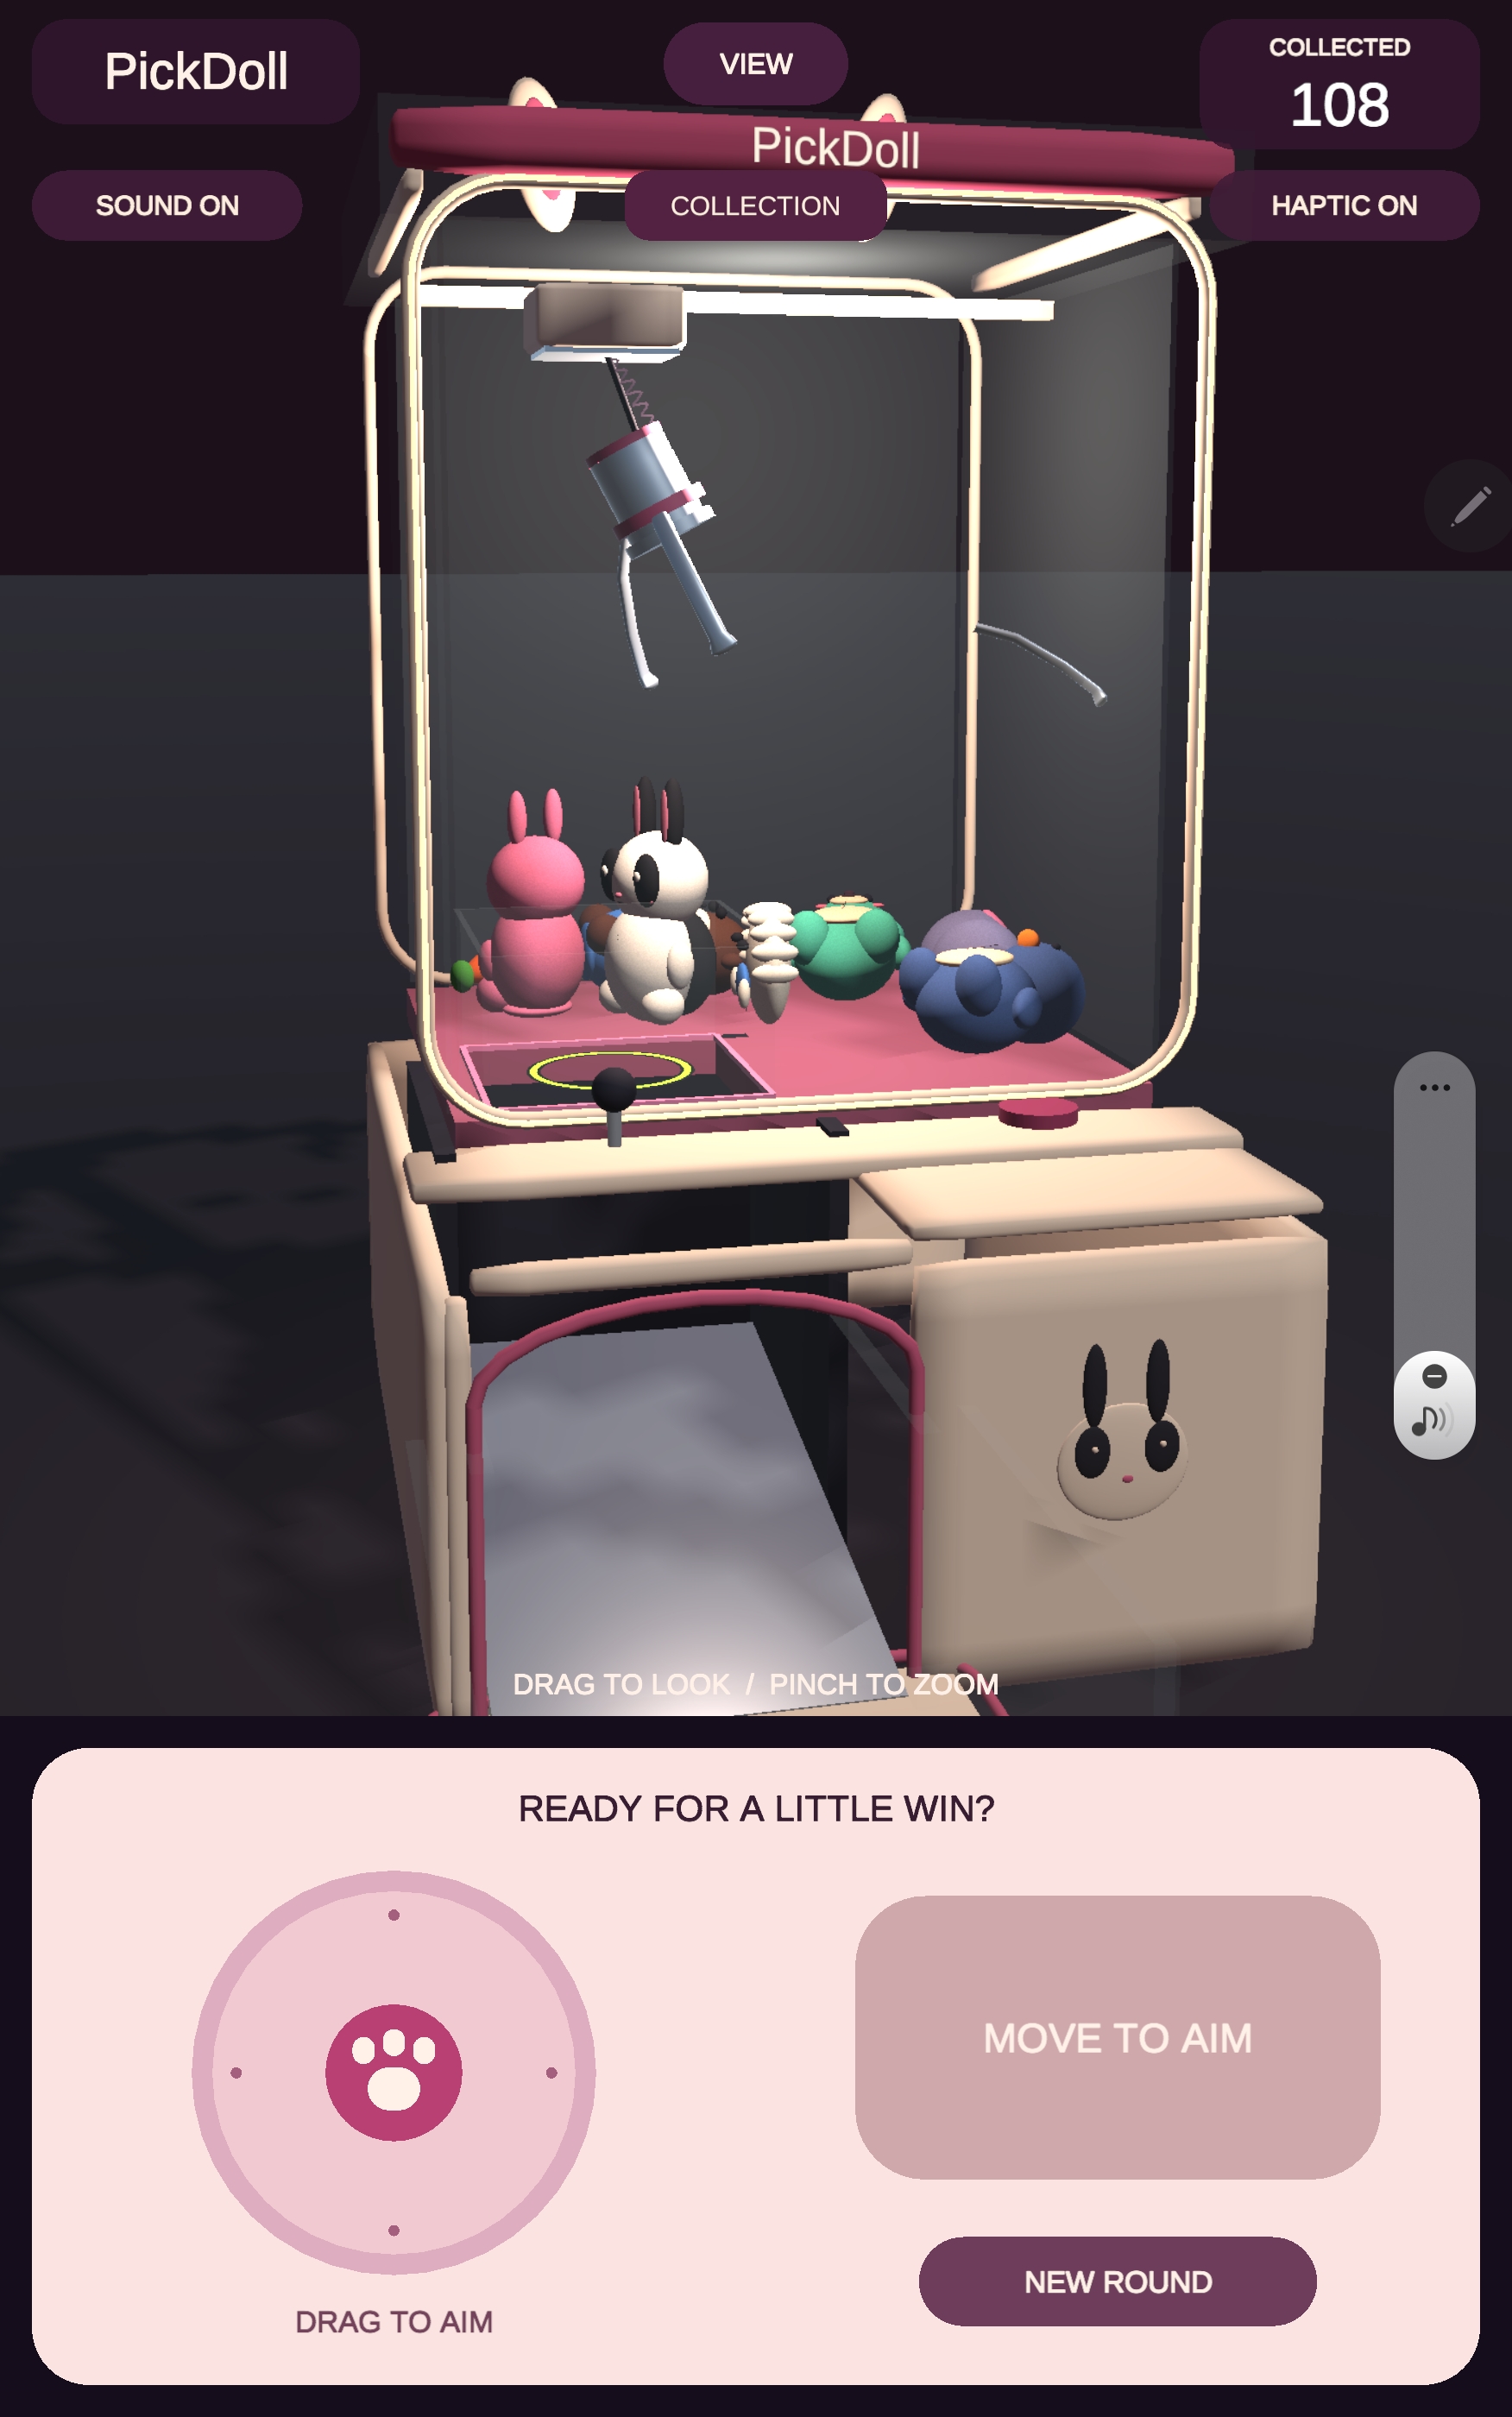 PickDoll
VIEW
COLLECTED
108
PickDoll
SOUND ON
COLLECTION
HAPTIC ON
DRAG TO LOOK / PINCH TO ZOOM
READY FOR A LITTLE WIN?
MOVE TO AIM
NEW ROUND
DRAG TO AIM